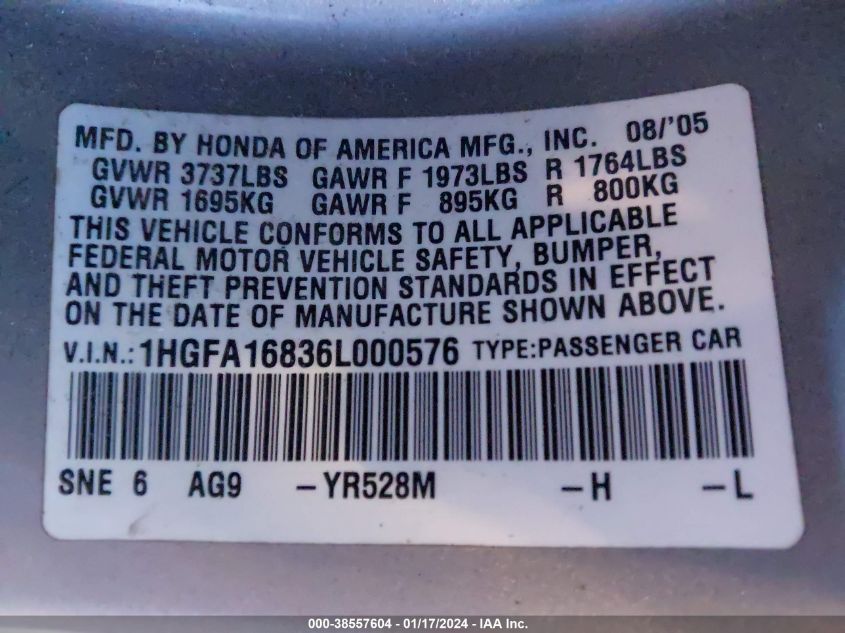 MFD. BY HONDA OF AMERICA MFG., INC. 08/'05
GVWR 3737LBS GAWR F 1973LBS R 1764LBS
GVWR 1695KG GAWR F 895KG R 800KG
THIS VEHICLE CONFORMS TO ALL APPLICABLE
FEDERAL MOTOR VEHICLE SAFETY, BUMPER,
AND THEFT PREVENTION STANDARDS IN EFFECT
ON THE DATE OF MANUFACTURE SHOWN ABOVE.
V.I.N.: 1HGFA16836L000576 TYPE:PASSENGER CAR
SNE 6 AG9 -YR528M -H -L
000-38557604 - 01/17/2024 - IAA Inc.